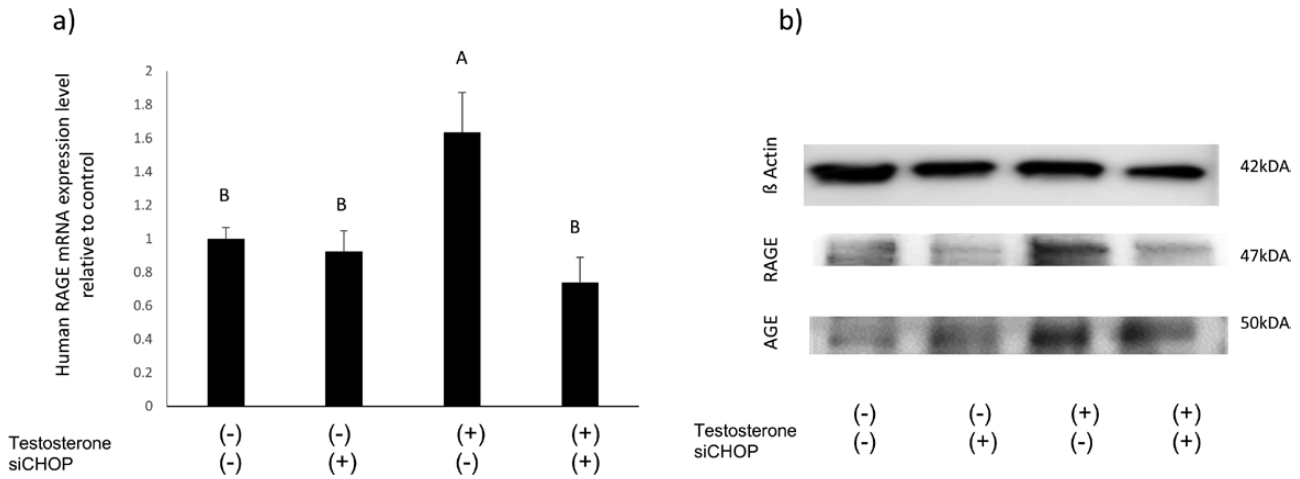 a)
Human RAGE mRNA expression level
relative to control
2
1.8
1.6
1.4
1.2
1
0.8
0.6
0.4
0.2
0
B
B
A
B
Testosterone (-) (-) (+) (+)
siCHOP (-) (+) (-) (+)
b)
ß Actin 42kDA.
RAGE 47kDA.
AGE 50kDA.
Testosterone (-) (-) (+) (+)
siCHOP (-) (+) (-) (+)